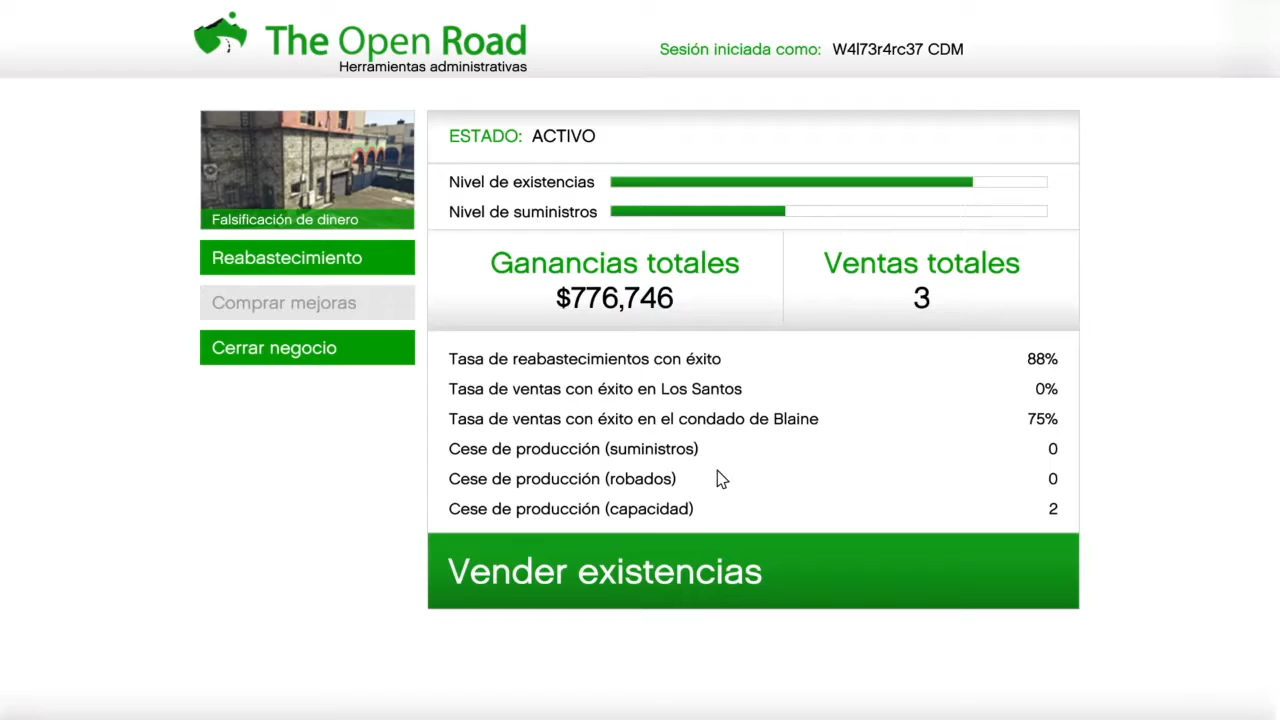 The Open Road
Herramientas administrativas
Sesión iniciada como: W4l73r4rc37 CDM
Falsificación de dinero
Reabastecimiento
Comprar mejoras
Cerrar negocio
ESTADO: ACTIVO
Nivel de existencias
Nivel de suministros
Ganancias totales
$776,746
Ventas totales
3
Tasa de reabastecimientos con éxito 88%
Tasa de ventas con éxito en Los Santos 0%
Tasa de ventas con éxito en el condado de Blaine 75%
Cese de producción (suministros) 0
Cese de producción (robados) 0
Cese de producción (capacidad) 2
Vender existencias